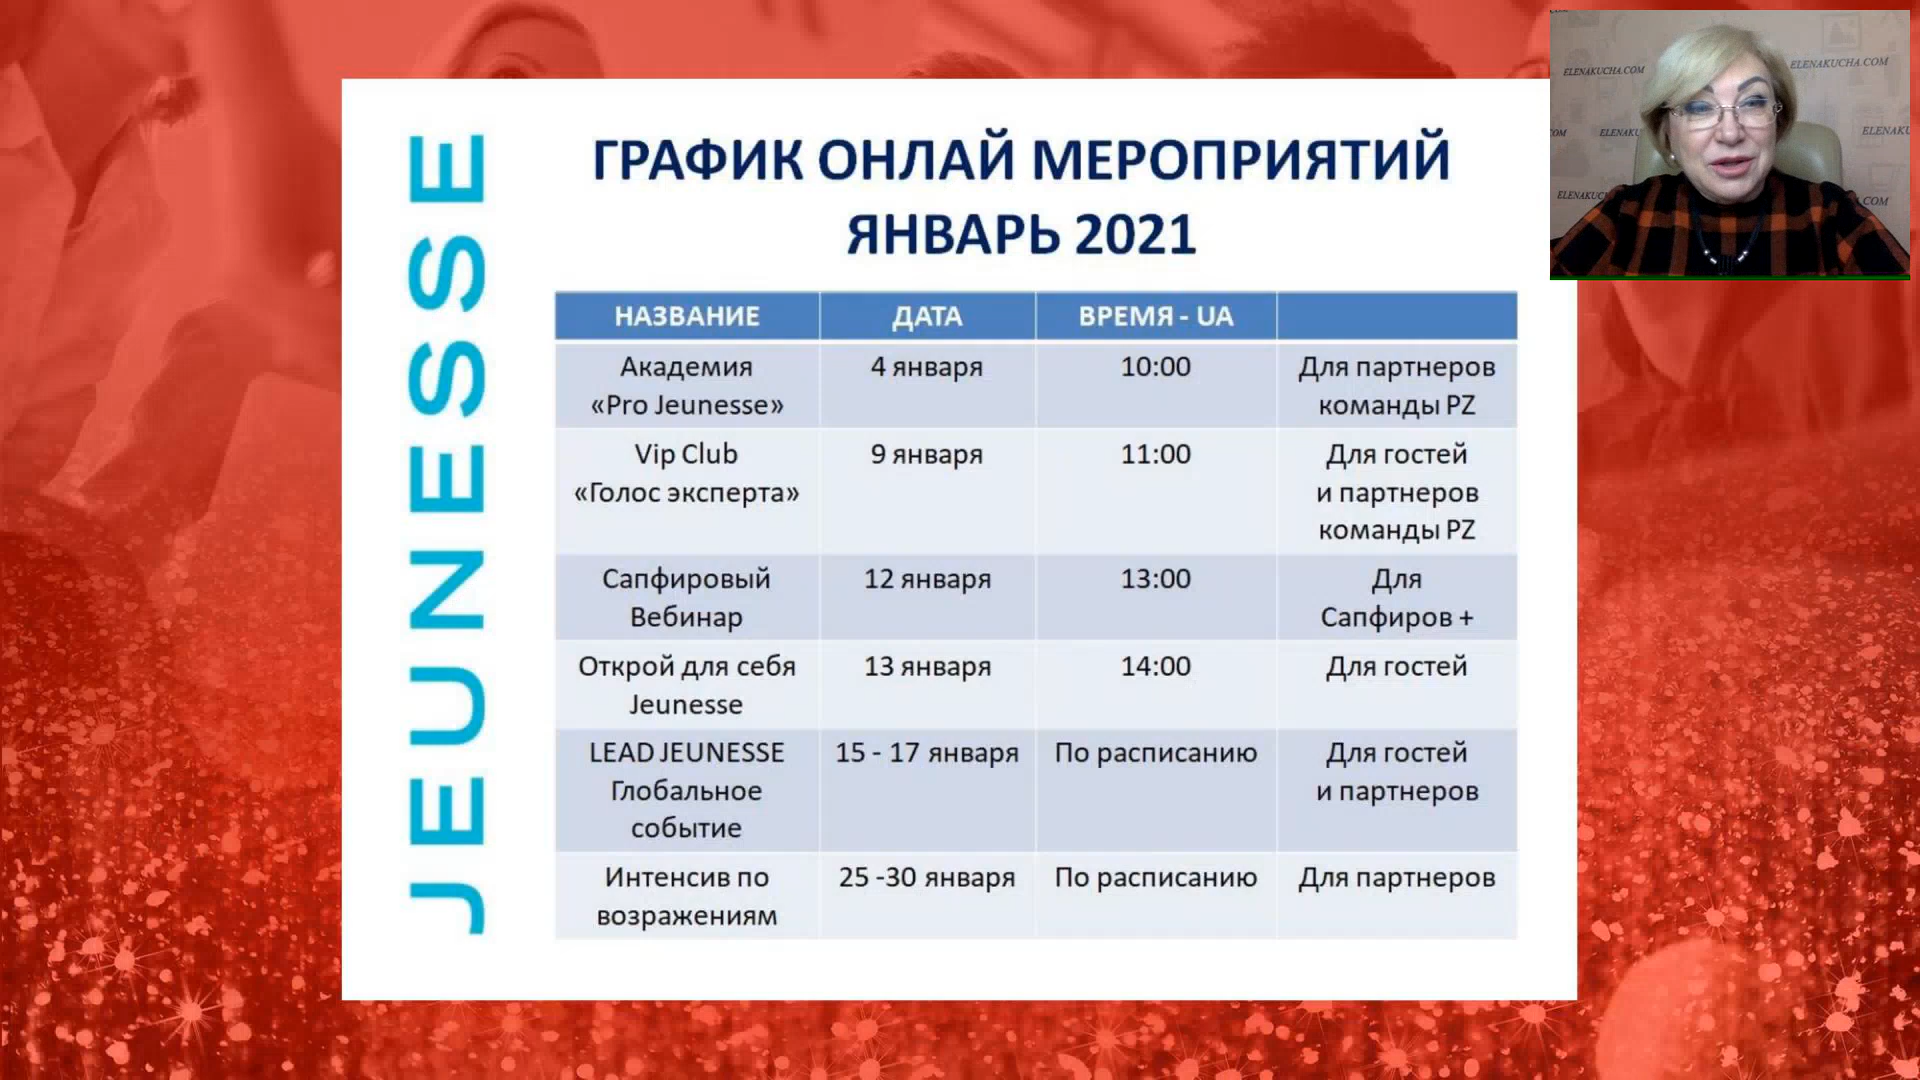 JEUNESSE
ГРАФИК ОНЛАЙ МЕРОПРИЯТИЙ
ЯНВАРЬ 2021
НАЗВАНИЕ ДАТА ВРЕМЯ - UA
Академия 4 января 10:00 Для партнеров
«Pro Jeunesse» команды PZ
Vip Club 9 января 11:00 Для гостей
«Голос эксперта» и партнеров
команды PZ
Сапфировый 12 января 13:00 Для
Вебинар Сапфиров +
Открой для себя 13 января 14:00 Для гостей
Jeunesse
LEAD JEUNESSE 15 - 17 января По расписанию Для гостей
Глобальное и партнеров
событие
Интенсив по 25 -30 января По расписанию Для партнеров
возражениям
ELENAKUCHA.COM
ELENAKUCHA.COM